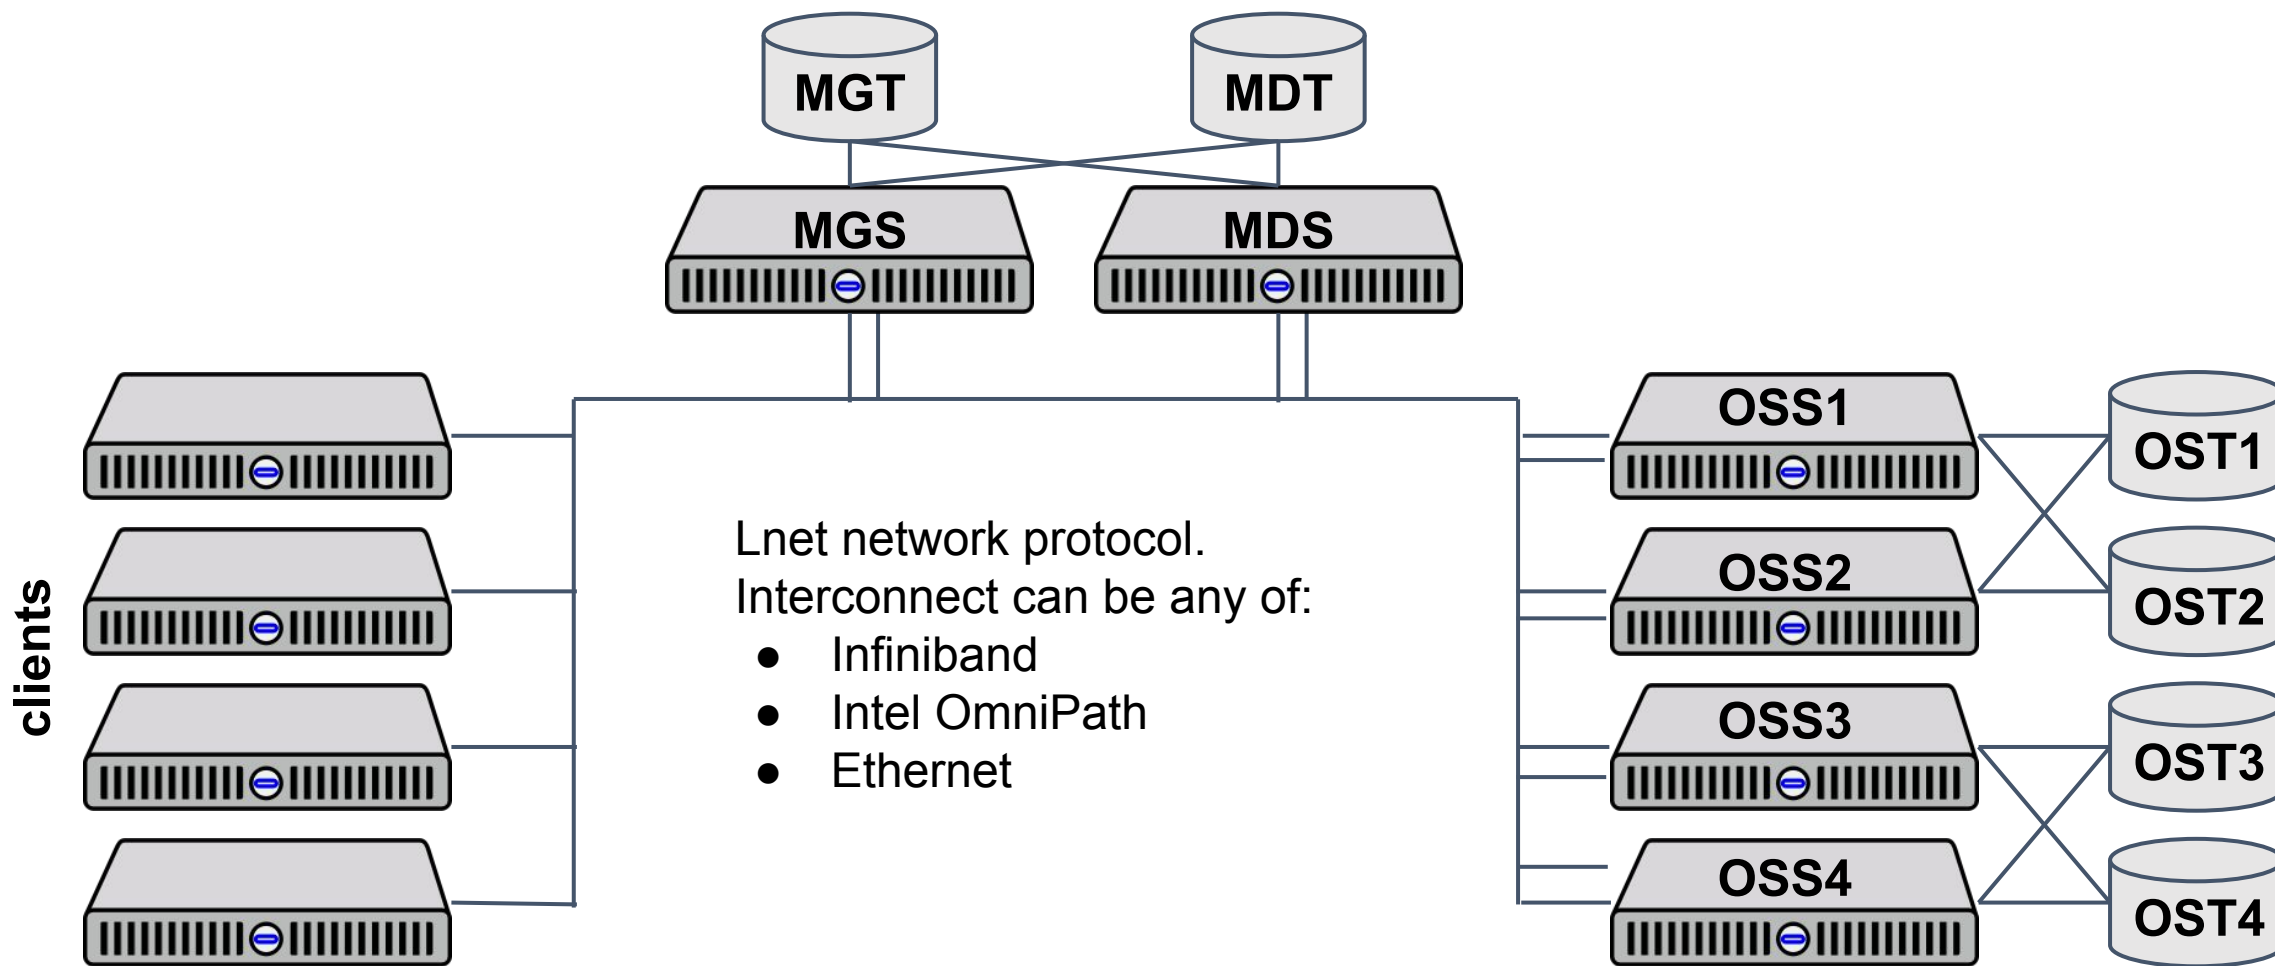 MGT
MDT
MGS
MDS
clients
Lnet network protocol.
Interconnect can be any of:
● Infiniband
● Intel OmniPath
● Ethernet
OSS1
OST1
OSS2
OST2
OSS3
OST3
OSS4
OST4